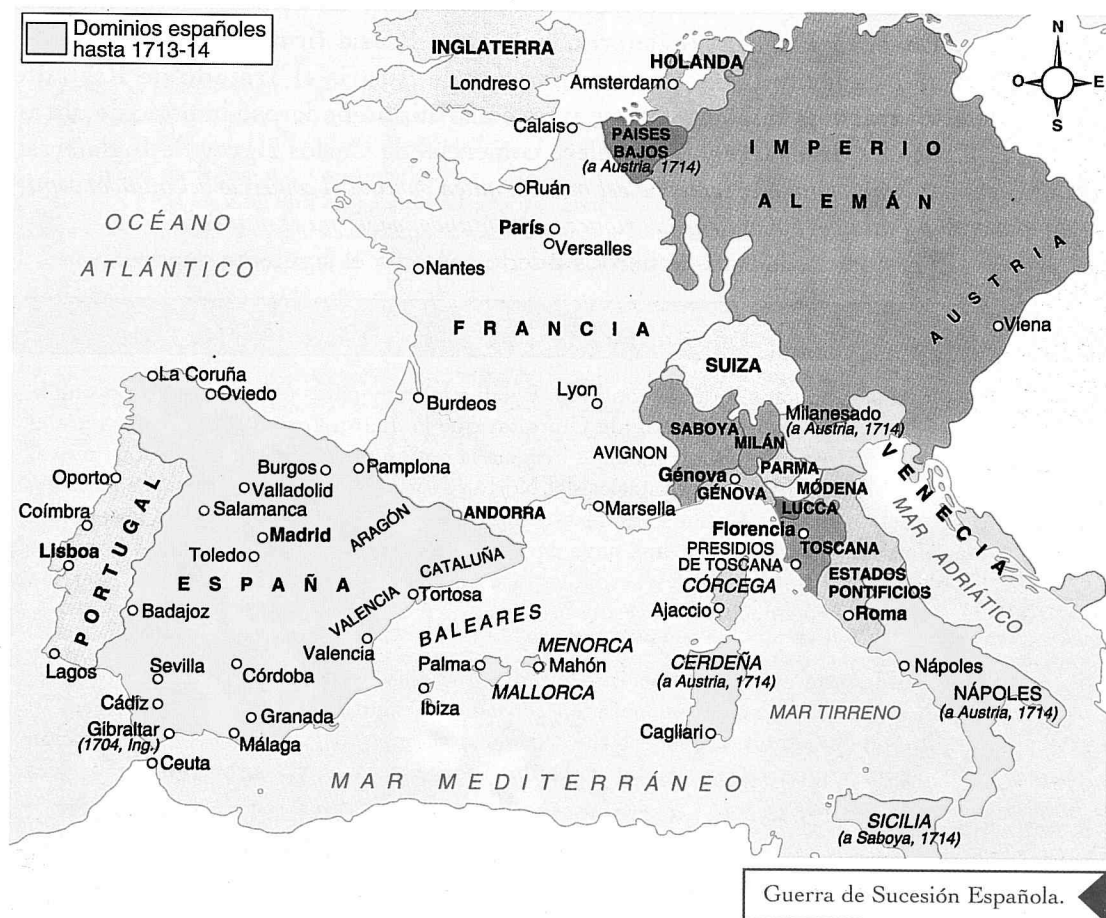 Dominios españoles
hasta 1713-14
N
O
E
S
INGLATERRA
Londres
HOLANDA
Amsterdam
Calais
PAISES
BAJOS
(a Austria, 1714)
IMPERIO
ALEMÁN
AUSTRIA
Viena
Ruán
París
Versalles
OCÉANO
ATLÁNTICO
Nantes
FRANCIA
SUIZA
Lyon
Burdeos
La Coruña
Oviedo
SABOYA
MILÁN
Milanesado
(a Austria, 1714)
AVIGNON
Génova
GÉNOVA
PARMA
MÓDENA
VENECIA
Burgos
Pamplona
Oporto
Valladolid
Salamanca
Coímbra
Madrid
ARAGÓN
ANDORRA
Marsella
LUCCA
Florencia
TOSCANA
MAR ADRIÁTICO
Lisboa
PORTUGAL
Toledo
CATALUÑA
PRESIDIOS
DE TOSCANA
CÓRCEGA
Ajaccio
ESTADOS
PONTIFICIOS
Roma
ESPAÑA
Badajoz
VALENCIA
Tortosa
BALEARES
MENORCA
Mahón
Lagos
Sevilla
Córdoba
Valencia
Palma
MALLORCA
Ibiza
CERDEÑA
(a Austria, 1714)
Nápoles
NÁPOLES
(a Austria, 1714)
Cádiz
Gibraltar
(1704, Ing.)
Granada
Málaga
Ceuta
Cagliari
MAR TIRRENO
MAR MEDITERRÁNEO
SICILIA
(a Saboya, 1714)
Guerra de Sucesión Española.